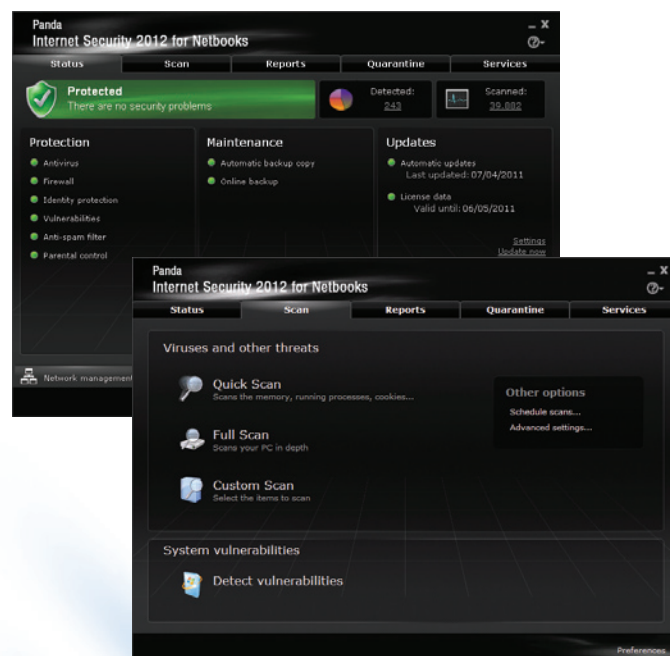 Panda
Internet Security 2012 for Netbooks
Status Scan Reports Quarantine Services
Protected
There are no security problems
Detected:
243
Scanned:
39.882
Protection
Antivirus
Firewall
Identity protection
Vulnerabilities
Anti-spam filter
Parental control
Maintenance
Automatic backup copy
Online backup
Updates
Automatic updates
Last updated: 07/04/2011
License data
Valid until: 06/05/2011
Settings
Update now
Network management
Panda
Internet Security 2012 for Netbooks
Status Scan Reports Quarantine Services
Viruses and other threats
Quick Scan
Scans the memory, running processes, cookies...
Full Scan
Scans your PC in depth
Custom Scan
Select the items to scan
Other options
Schedule scans...
Advanced settings...
System vulnerabilities
Detect vulnerabilities
Preferences